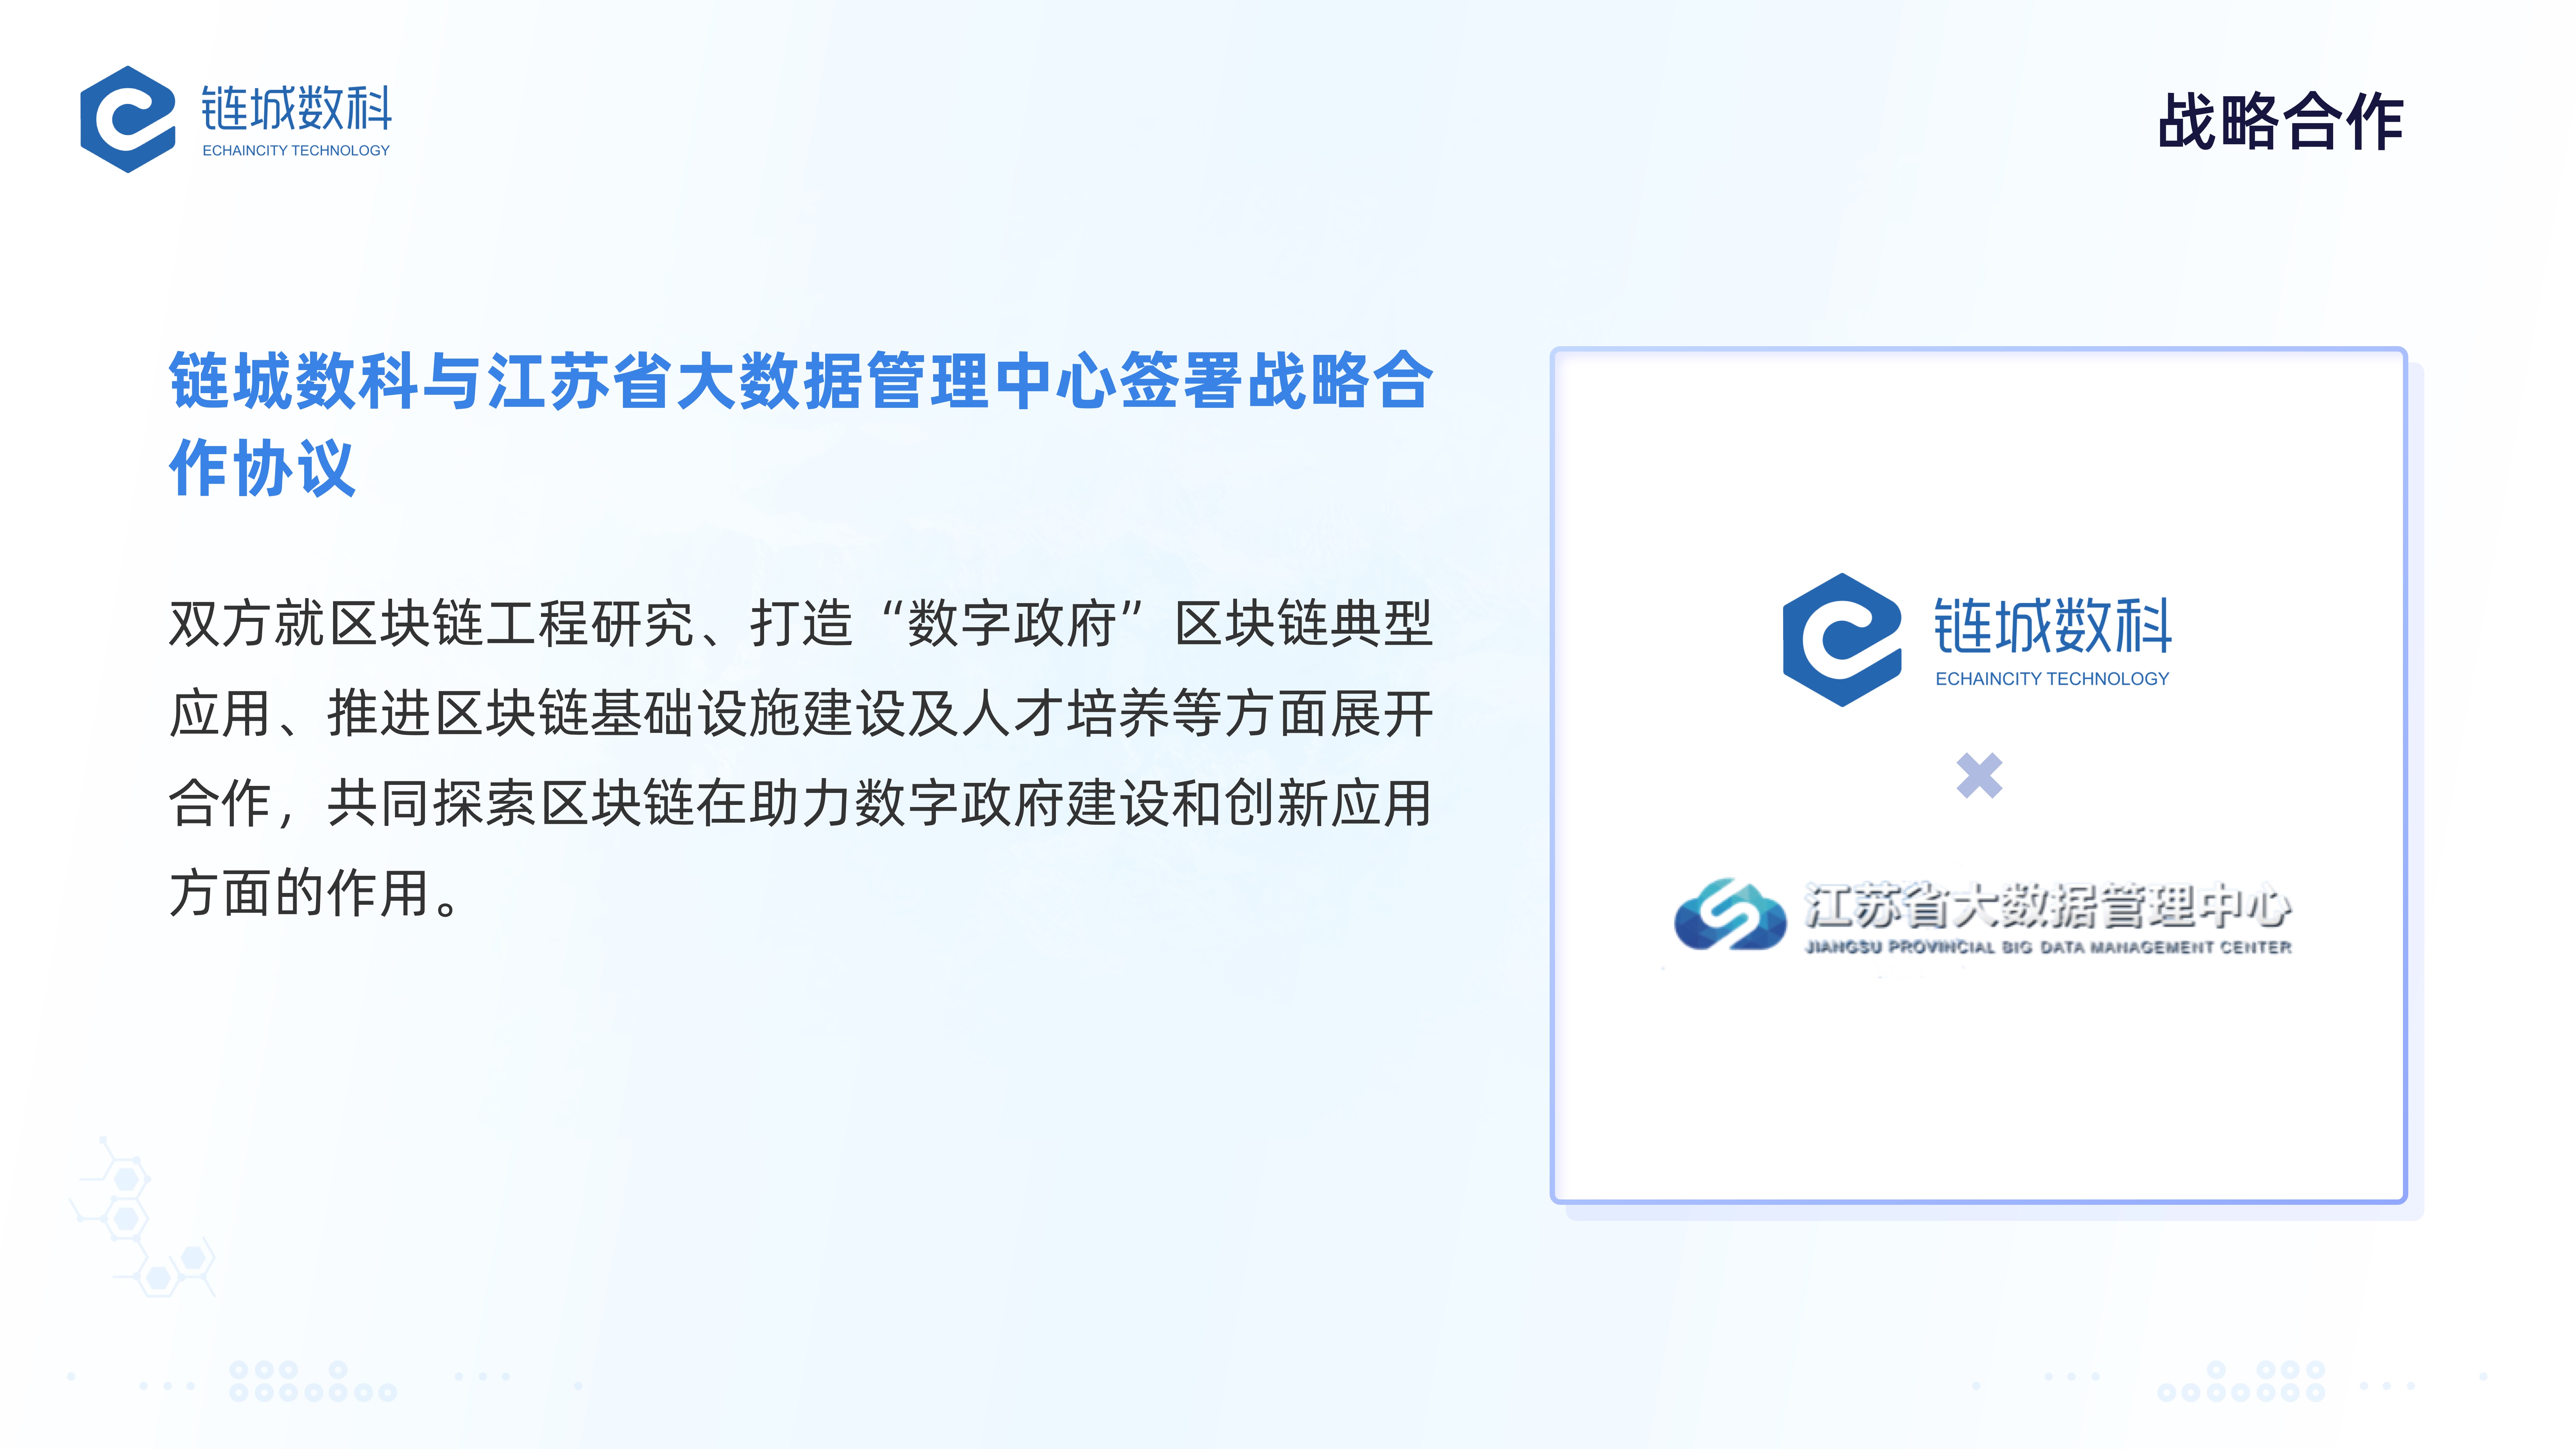 链城数科
ECHAINCITY TECHNOLOGY
战略合作
链城数科与江苏省大数据管理中心签署战略合
作协议
双方就区块链工程研究、打造“数字政府”区块链典型
应用、推进区块链基础设施建设及人才培养等方面展开
合作，共同探索区块链在助力数字政府建设和创新应用
方面的作用。
链城数科
ECHAINCITY TECHNOLOGY
江苏省大数据管理中心
JIANGSU PROVINCIAL BIG DATA MANAGEMENT CENTER